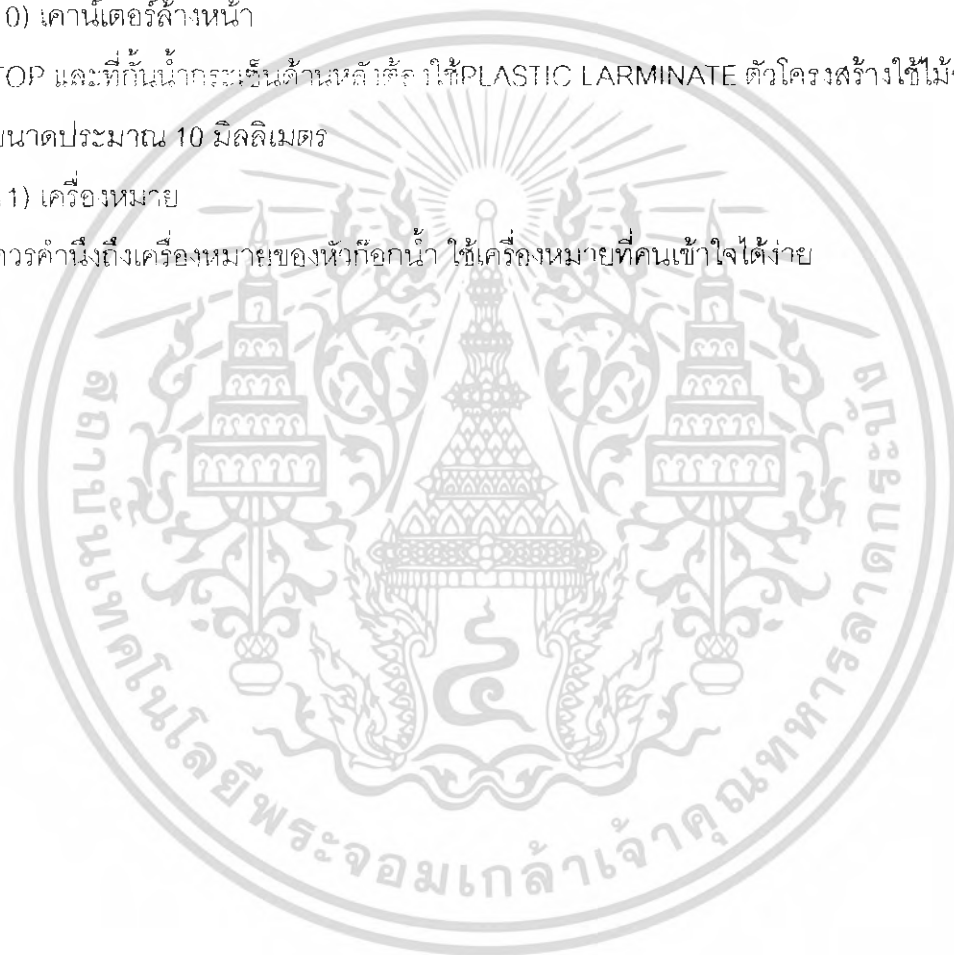 0) เคาน์เตอร์ล้างหน้า
TOP และที่กั้นน้ำกระเซ็นด้านหลังต้องใช้PLASTIC LARMINATE ตัวโครงสร้างใช้ไม้
ขนาดประมาณ 10 มิลลิเมตร
1) เครื่องหมาย
ควรคำนึงถึงเครื่องหมายของหัวก๊อกน้ำ ใช้เครื่องหมายที่คนเข้าใจได้ง่าย
สถาบันเทคโนโลยีพระจอมเกล้าเจ้าคุณทหารลาดกระบัง